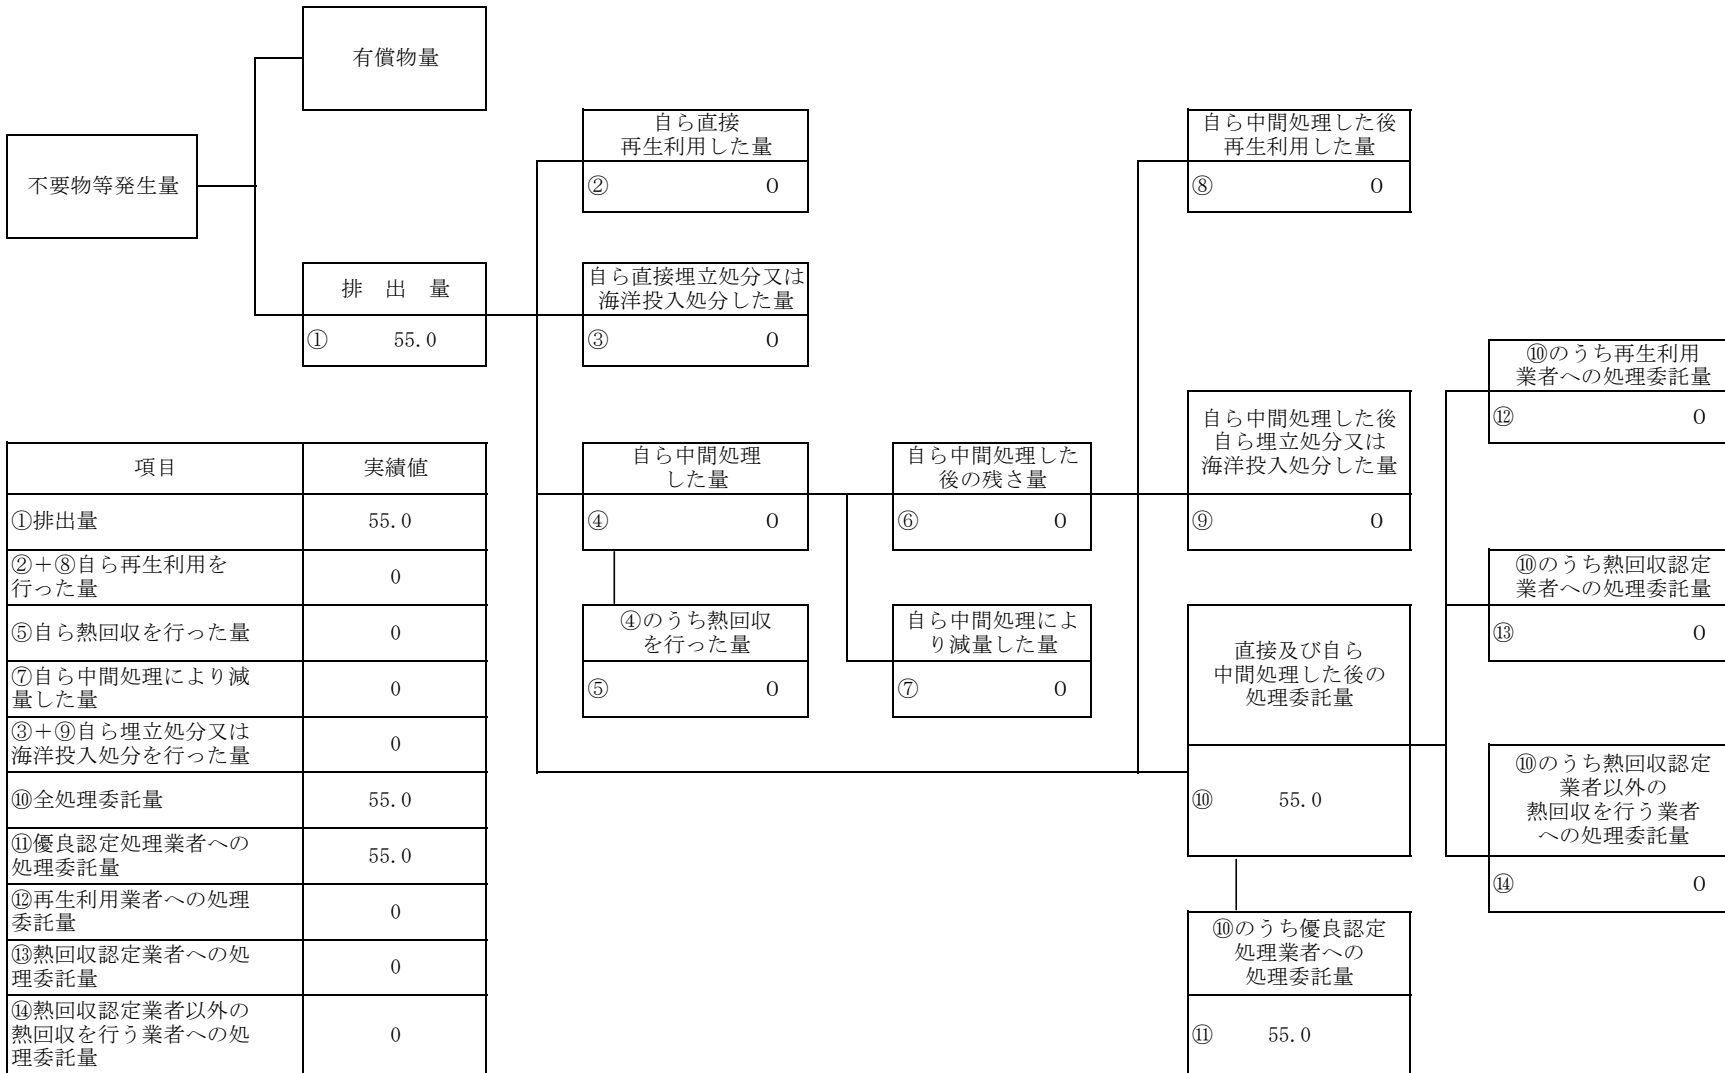 有償物量
不要物等発生量
排　出　量
① 55.0
自ら直接
再生利用した量
② 0
自ら直接埋立処分又は
海洋投入処分した量
③ 0
自ら中間処理
した量
④ 0
④のうち熱回収
を行った量
⑤ 0
自ら中間処理した
後の残さ量
⑥ 0
自ら中間処理によ
り減量した量
⑦ 0
自ら中間処理した後
再生利用した量
⑧ 0
自ら中間処理した後
自ら埋立処分又は
海洋投入処分した量
⑨ 0
直接及び自ら
中間処理した後の
処理委託量
⑩ 55.0
⑩のうち優良認定
処理業者への
処理委託量
⑪ 55.0
⑩のうち再生利用
業者への処理委託量
⑫ 0
⑩のうち熱回収認定
業者への処理委託量
⑬ 0
⑩のうち熱回収認定
業者以外の
熱回収を行う業者
への処理委託量
⑭ 0
項目 実績値
①排出量 55.0
②＋⑧自ら再生利用を
行った量 0
⑤自ら熱回収を行った量 0
⑦自ら中間処理により減
量した量 0
③＋⑨自ら埋立処分又は
海洋投入処分を行った量 0
⑩全処理委託量 55.0
⑪優良認定処理業者への
処理委託量 55.0
⑫再生利用業者への処理
委託量 0
⑬熱回収認定業者への処
理委託量 0
⑭熱回収認定業者以外の
熱回収を行う業者への処
理委託量 0